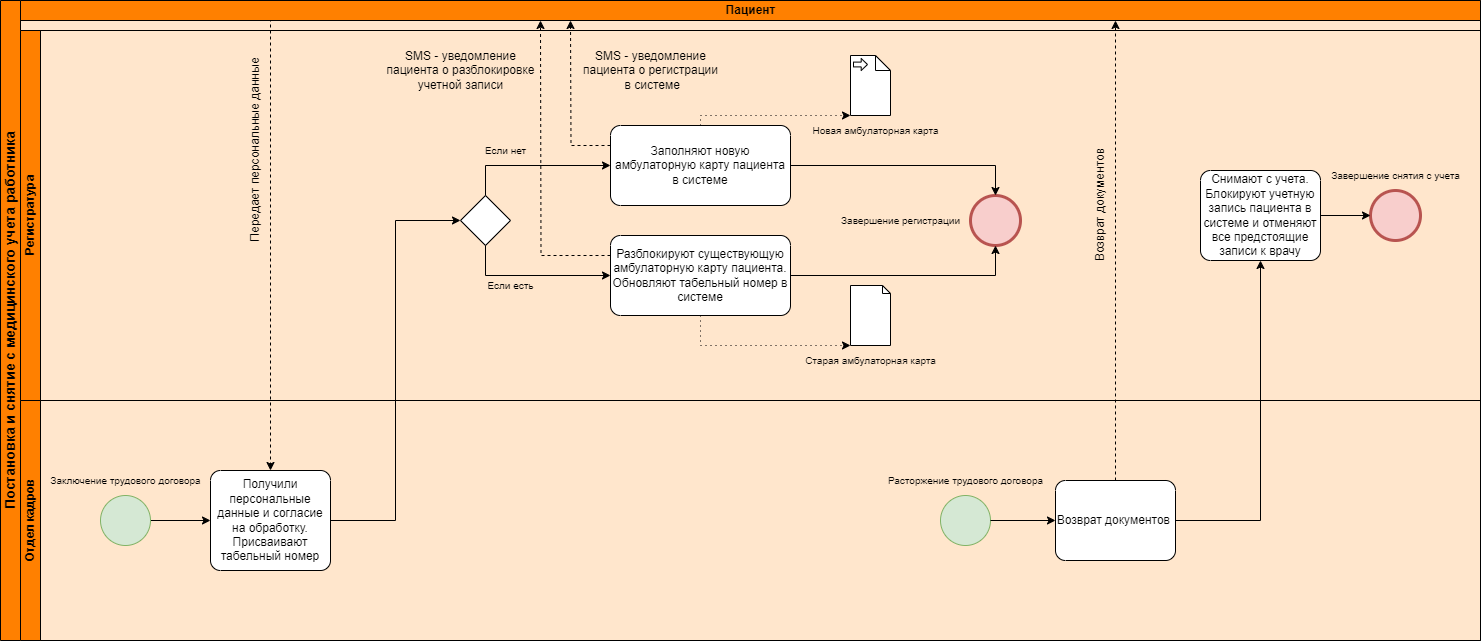 Пациент
Постановка и снятие с медицинского учета работника
Регистратура
Передает персональные данные
SMS - уведомление
пациента о разблокировке
учетной записи
SMS - уведомление
пациента о регистрации
в системе
Новая амбулаторная карта
Если нет
Заполняют новую
амбулаторную карту пациента
в системе
Завершение регистрации
Разблокируют существующую
амбулаторную карту пациента.
Обновляют табельный номер в
системе
Если есть
Старая амбулаторная карта
Возврат документов
Снимают с учета.
Блокируют учетную
запись пациента в
системе и отменяют
все предстоящие
записи к врачу
Завершение снятия с учета
Отдел кадров
Заключение трудового договора
Получили
персональные
данные и согласие
на обработку.
Присваивают
табельный номер
Расторжение трудового договора
Возврат документов